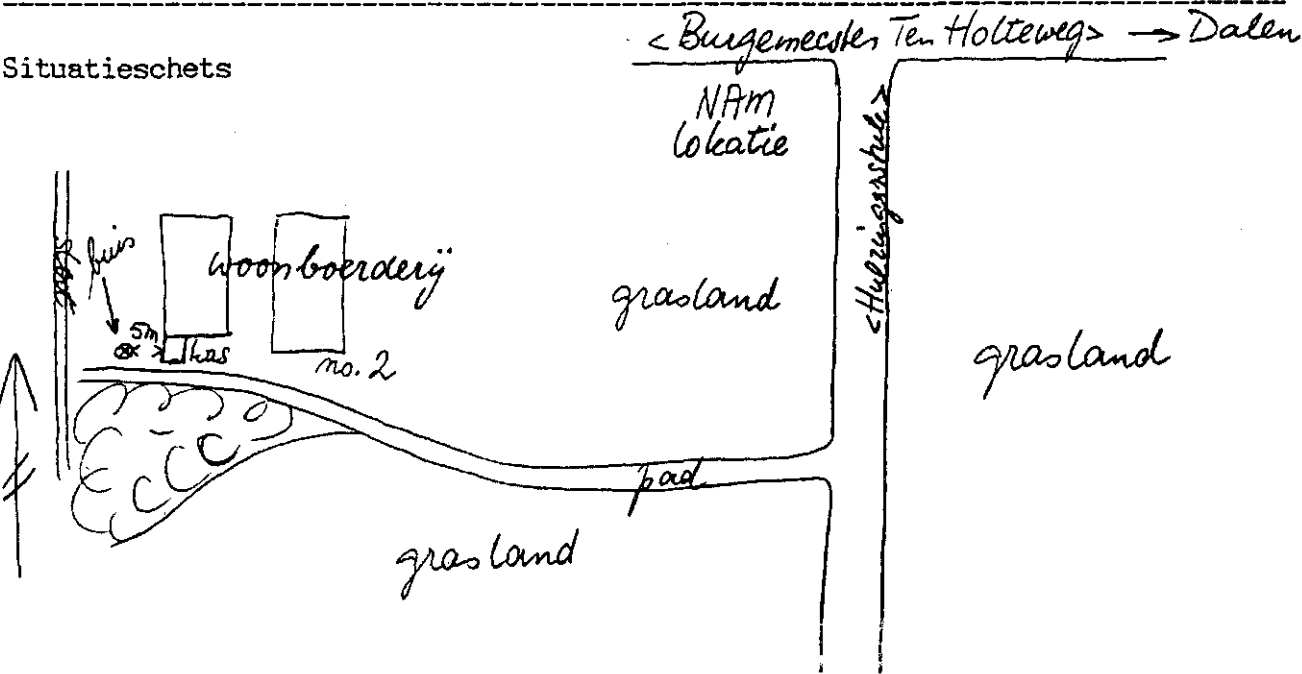 <Burgemeester Ten Holteweg> → Dalen
Situatieschets
NAM
lokatie
buis
woonboerderij
grasland
5m
kas
no. 2
grasland
pad
grasland